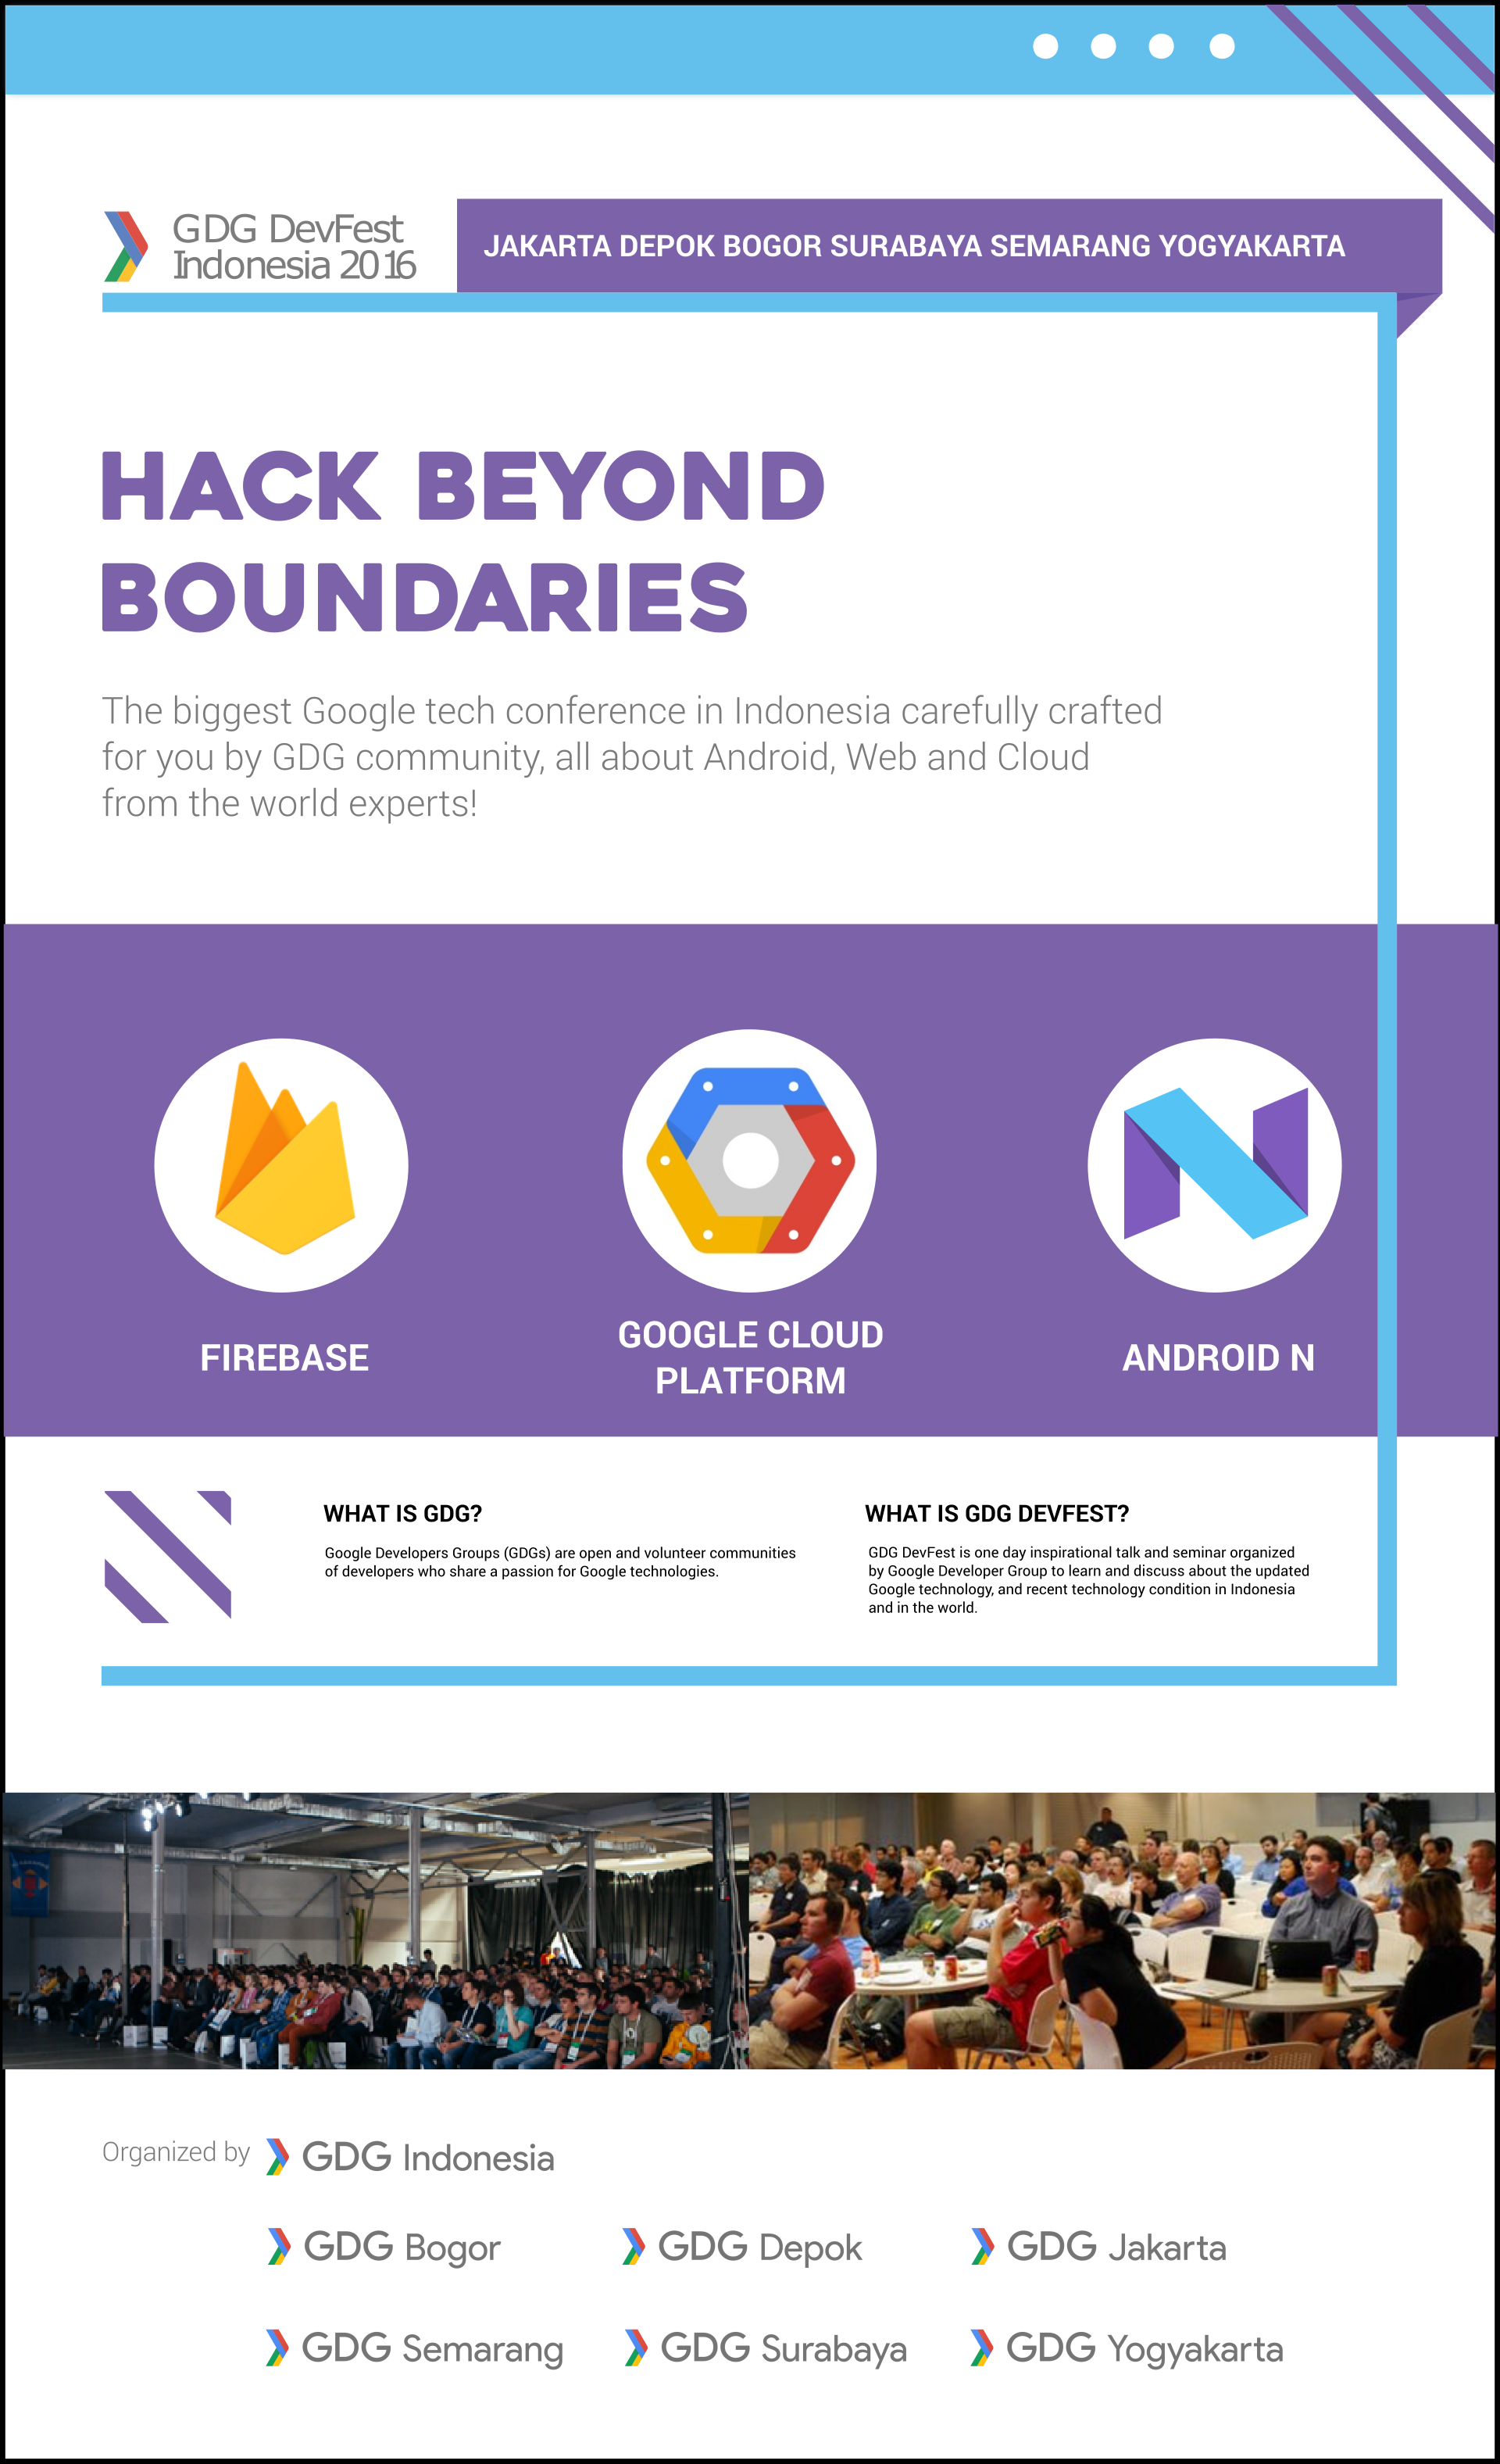 GDG DevFest
Indonesia 2016
JAKARTA DEPOK BOGOR SURABAYA SEMARANG YOGYAKARTA
HACK BEYOND
BOUNDARIES
The biggest Google tech conference in Indonesia carefully crafted
for you by GDG community, all about Android, Web and Cloud
from the world experts!
FIREBASE
GOOGLE CLOUD
PLATFORM
ANDROID N
WHAT IS GDG?
Google Developers Groups (GDGs) are open and volunteer communities
of developers who share a passion for Google technologies.
WHAT IS GDG DEVFEST?
GDG DevFest is one day inspirational talk and seminar organized
by Google Developer Group to learn and discuss about the updated
Google technology, and recent technology condition in Indonesia
and in the world.
Organized by GDG Indonesia
GDG Bogor
GDG Depok
GDG Jakarta
GDG Semarang
GDG Surabaya
GDG Yogyakarta